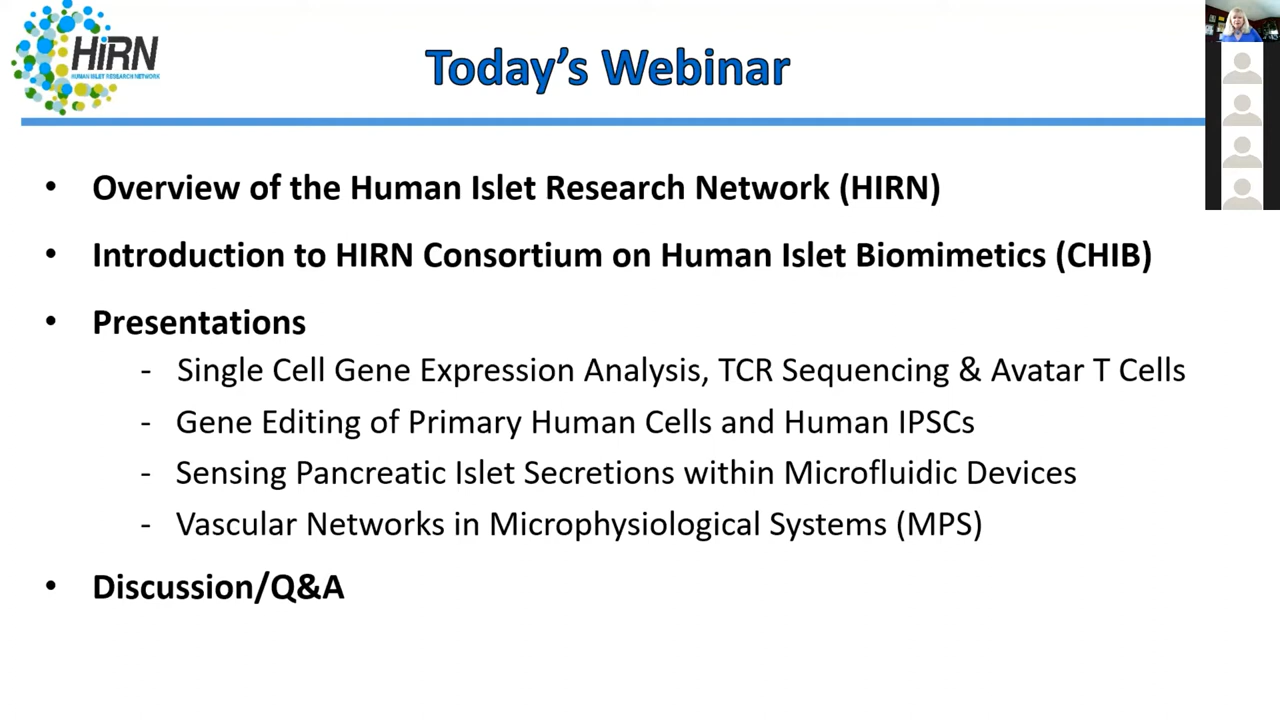 HiRN
HUMAN ISLET RESEARCH NETWORK
Today's Webinar
• Overview of the Human Islet Research Network (HIRN)
• Introduction to HIRN Consortium on Human Islet Biomimetics (CHIB)
• Presentations
- Single Cell Gene Expression Analysis, TCR Sequencing & Avatar T Cells
- Gene Editing of Primary Human Cells and Human IPSCs
- Sensing Pancreatic Islet Secretions within Microfluidic Devices
- Vascular Networks in Microphysiological Systems (MPS)
• Discussion/Q&A